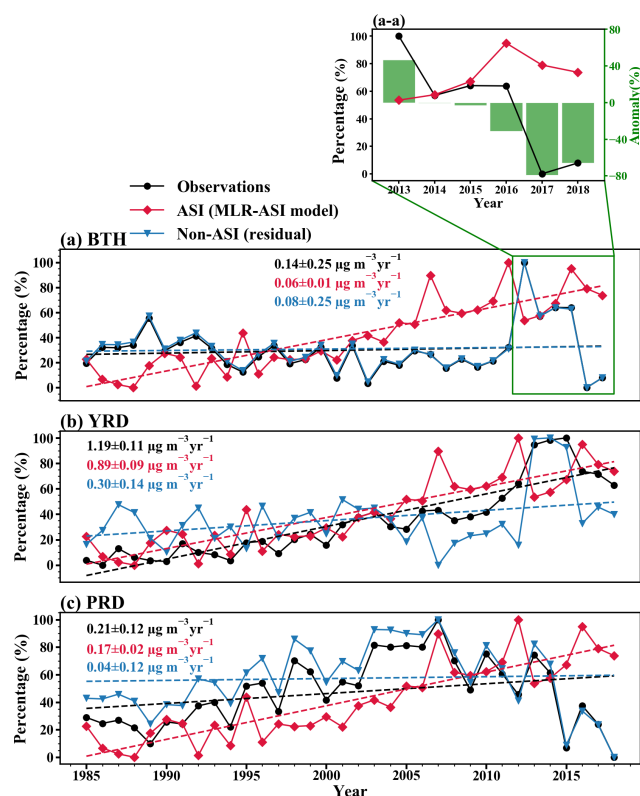 (a-a)
100
80
60
40
20
0
Percentage (%)
80
40
0
−40
−80
Anomaly(%)
2013 2014 2015 2016 2017 2018
Year
Observations
ASI (MLR-ASI model)
Non-ASI (residual)
(a) BTH
100
80
60
40
20
0
Percentage (%)
0.14±0.25 μg m⁻³yr⁻¹
0.06±0.01 μg m⁻³yr⁻¹
0.08±0.25 μg m⁻³yr⁻¹
(b) YRD
100
80
60
40
20
0
Percentage (%)
1.19±0.11 μg m⁻³yr⁻¹
0.89±0.09 μg m⁻³yr⁻¹
0.30±0.14 μg m⁻³yr⁻¹
(c) PRD
100
80
60
40
20
0
Percentage (%)
0.21±0.12 μg m⁻³yr⁻¹
0.17±0.02 μg m⁻³yr⁻¹
0.04±0.12 μg m⁻³yr⁻¹
1985 1990 1995 2000 2005 2010 2015
Year